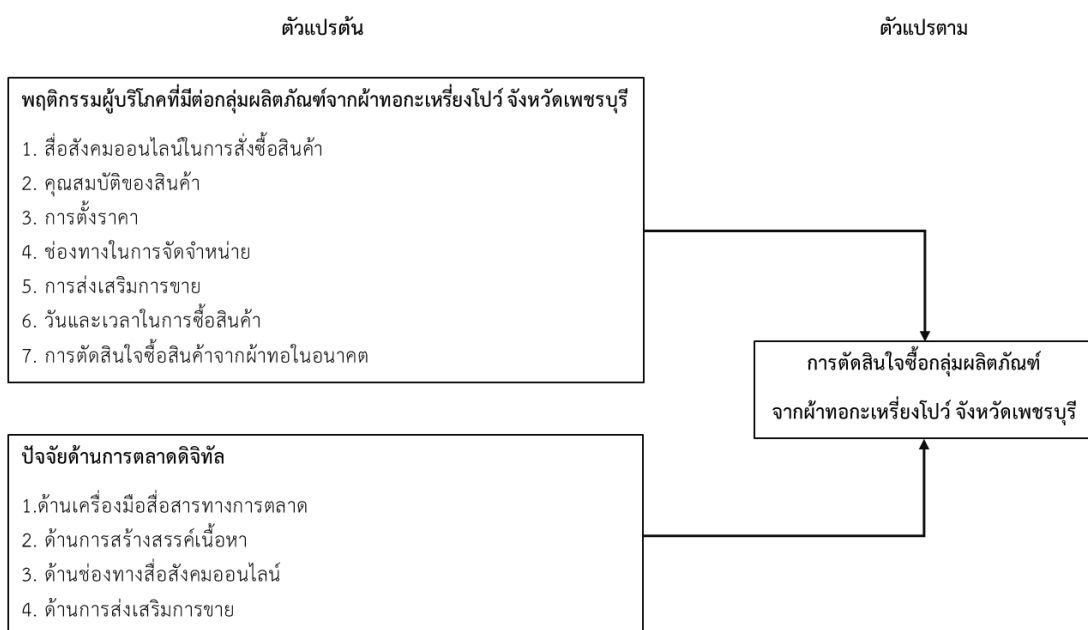 ตัวแปรต้น
ตัวแปรตาม
พฤติกรรมผู้บริโภคที่มีต่อกลุ่มผลิตภัณฑ์จากผ้าทอกะเหรี่ยงโปว์ จังหวัดเพชรบุรี
1. สื่อสังคมออนไลน์ในการสั่งซื้อสินค้า
2. คุณสมบัติของสินค้า
3. การตั้งราคา
4. ช่องทางในการจัดจำหน่าย
5. การส่งเสริมการขาย
6. วันและเวลาในการซื้อสินค้า
7. การตัดสินใจซื้อสินค้าจากผ้าทอในอนาคต
การตัดสินใจซื้อกลุ่มผลิตภัณฑ์
จากผ้าทอกะเหรี่ยงโปว์ จังหวัดเพชรบุรี
ปัจจัยด้านการตลาดดิจิทัล
1.ด้านเครื่องมือสื่อสารทางการตลาด
2. ด้านการสร้างสรรค์เนื้อหา
3. ด้านช่องทางสื่อสังคมออนไลน์
4. ด้านการส่งเสริมการขาย